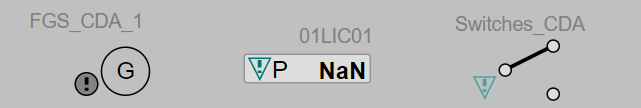 FGS_CDA_1
01LIC01
Switches_CDA
! G
! P NaN
!